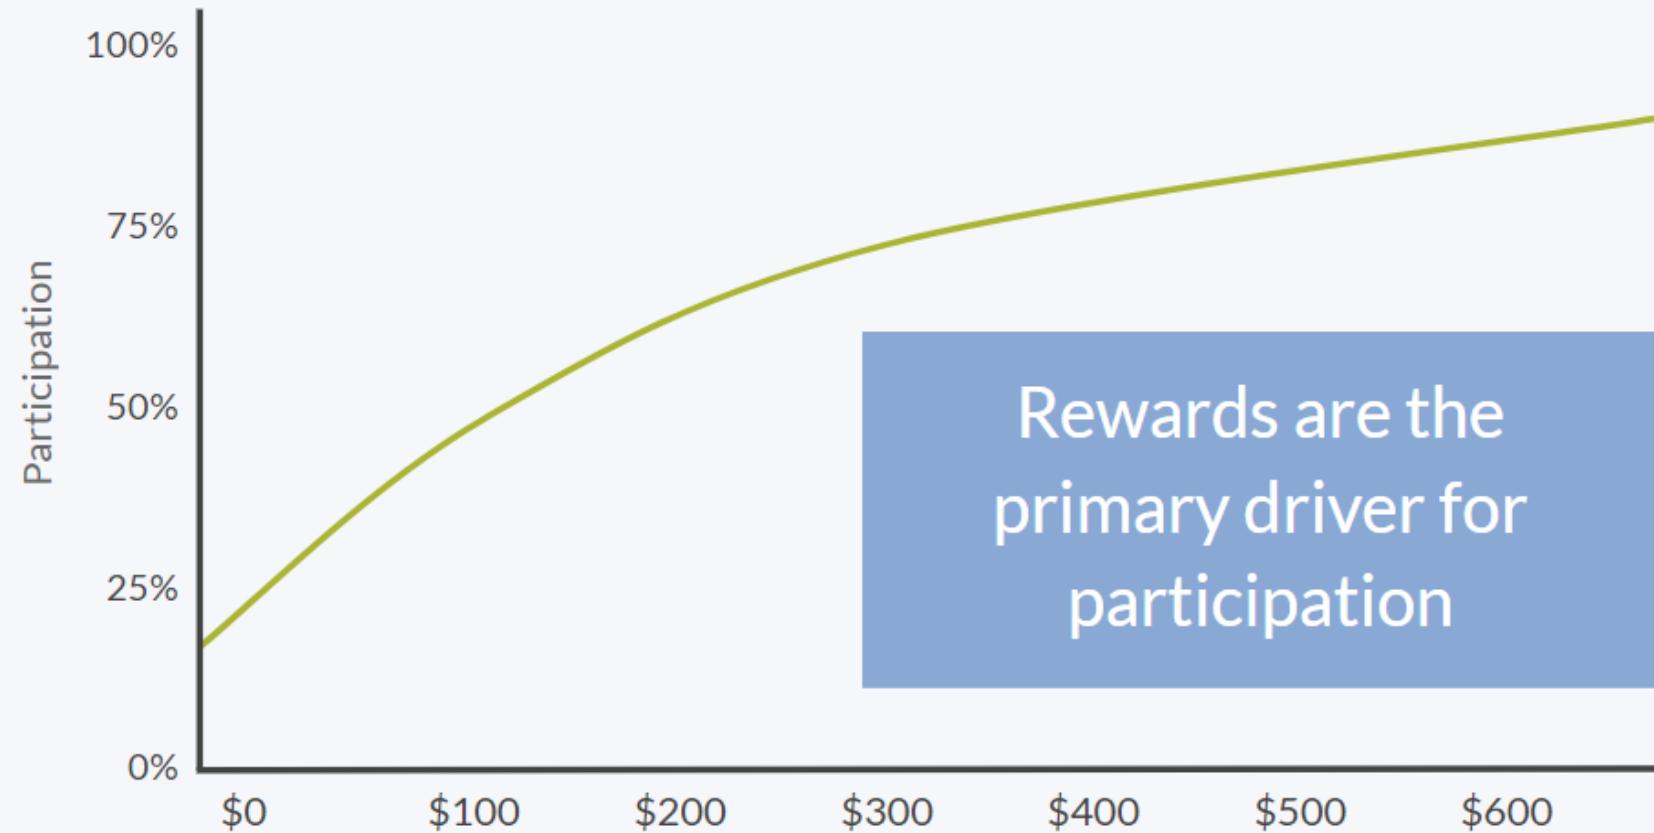 100%
75%
50%
25%
0%
Participation
Rewards are the
primary driver for
participation
$0 $100 $200 $300 $400 $500 $600